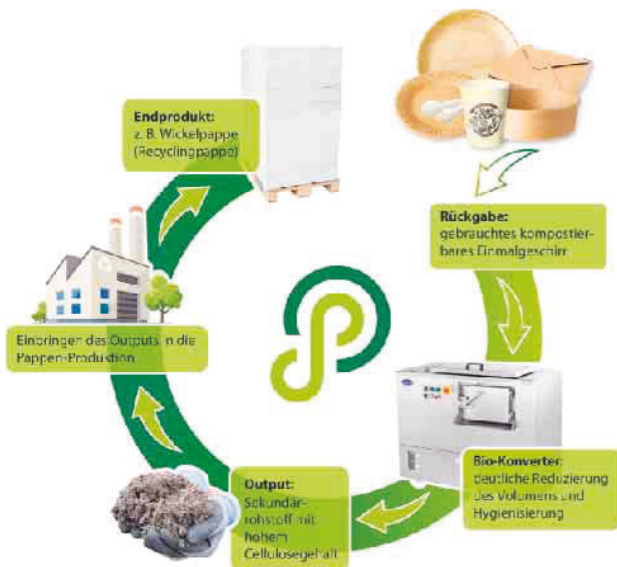 Endprodukt:
z. B. Wickelpappe
(Recyclingpappe)
Rückgabe:
gebrauchtes kompostier-
bares Einmalgeschirr
Einbringen des Outputs in die
Pappen-Produktion
Bio-Konverter:
deutliche Reduzierung
des Volumens und
Hygienisierung
Output:
Sekundär-
rohstoff mit
hohem
Cellulosegehalt